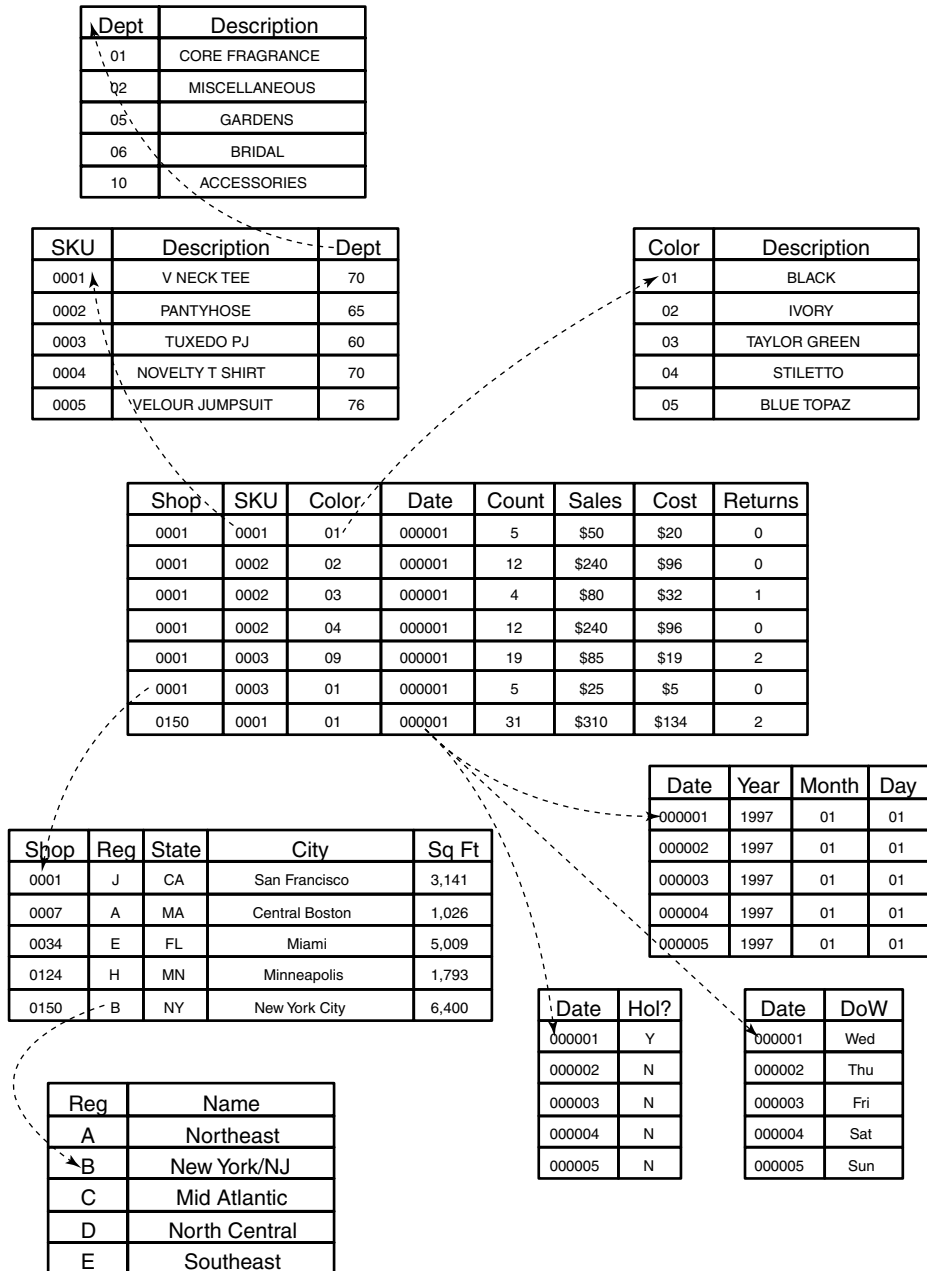 Dept Description
01 CORE FRAGRANCE
02 MISCELLANEOUS
05 GARDENS
06 BRIDAL
10 ACCESSORIES
SKU Description Dept
0001 V NECK TEE 70
0002 PANTYHOSE 65
0003 TUXEDO PJ 60
0004 NOVELTY T SHIRT 70
0005 VELOUR JUMPSUIT 76
Color Description
01 BLACK
02 IVORY
03 TAYLOR GREEN
04 STILETTO
05 BLUE TOPAZ
Shop SKU Color Date Count Sales Cost Returns
0001 0001 01 000001 5 $50 $20 0
0001 0002 02 000001 12 $240 $96 0
0001 0002 03 000001 4 $80 $32 1
0001 0002 04 000001 12 $240 $96 0
0001 0003 09 000001 19 $85 $19 2
0001 0003 01 000001 5 $25 $5 0
0150 0001 01 000001 31 $310 $134 2
Date Year Month Day
000001 1997 01 01
000002 1997 01 01
000003 1997 01 01
000004 1997 01 01
000005 1997 01 01
Shop Reg State City Sq Ft
0001 J CA San Francisco 3,141
0007 A MA Central Boston 1,026
0034 E FL Miami 5,009
0124 H MN Minneapolis 1,793
0150 B NY New York City 6,400
Date Hol?
000001 Y
000002 N
000003 N
000004 N
000005 N
Date DoW
000001 Wed
000002 Thu
000003 Fri
000004 Sat
000005 Sun
Reg Name
A Northeast
B New York/NJ
C Mid Atlantic
D North Central
E Southeast